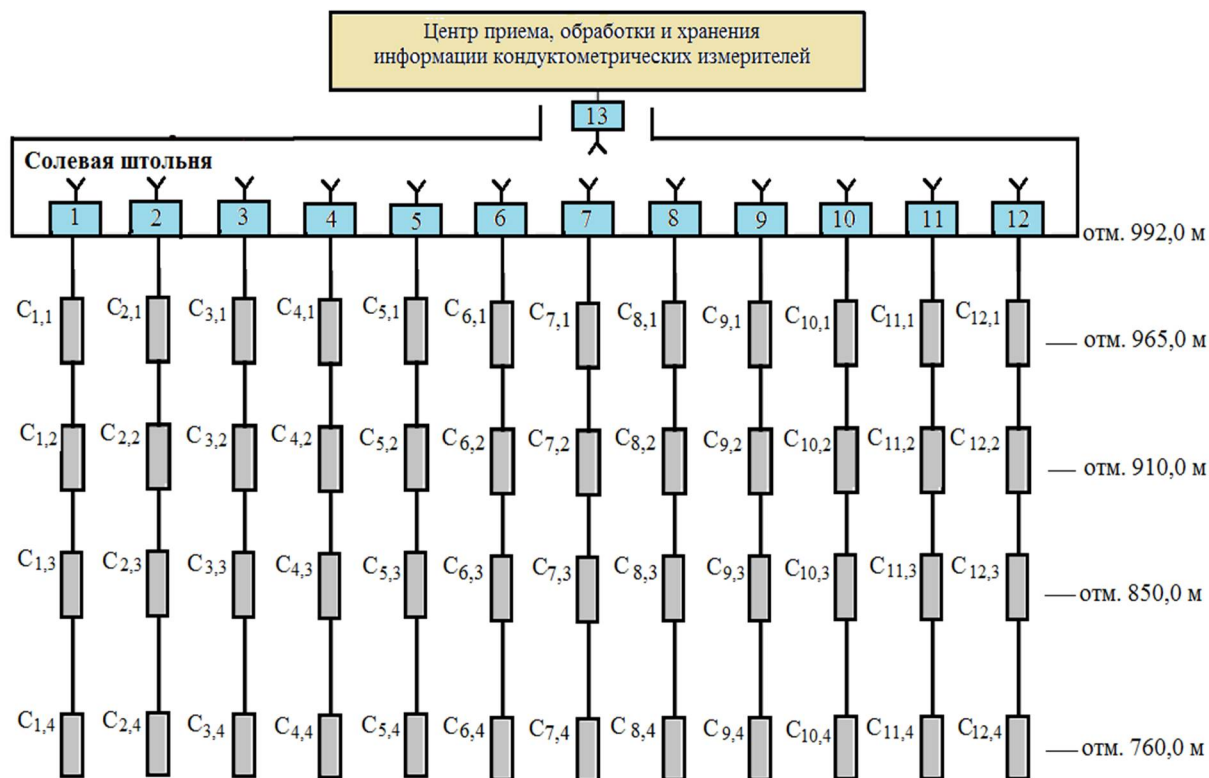 Центр приема, обработки и хранения
информации кондуктометрических измерителей
13
Солевая штольня
1 2 3 4 5 6 7 8 9 10 11 12
отм. 992,0 м
C1,1 C2,1 C3,1 C4,1 C5,1 C6,1 C7,1 C8,1 C9,1 C10,1 C11,1 C12,1
отм. 965,0 м
C1,2 C2,2 C3,2 C4,2 C5,2 C6,2 C7,2 C8,2 C9,2 C10,2 C11,2 C12,2
отм. 910,0 м
C1,3 C2,3 C3,3 C4,3 C5,3 C6,3 C7,3 C8,3 C9,3 C10,3 C11,3 C12,3
отм. 850,0 м
C1,4 C2,4 C3,4 C4,4 C5,4 C6,4 C7,4 C8,4 C9,4 C10,4 C11,4 C12,4
отм. 760,0 м